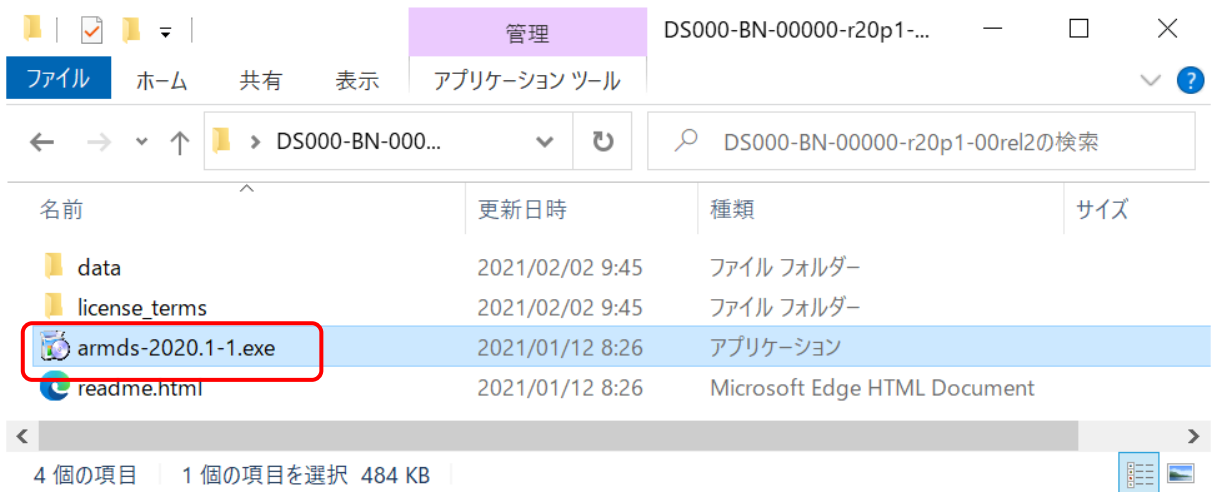 管理
DS000-BN-00000-r20p1-...
ファイル ホーム 共有 表示 アプリケーション ツール
DS000-BN-000...
DS000-BN-00000-r20p1-00rel2の検索
名前 更新日時 種類 サイズ
data 2021/02/02 9:45 ファイル フォルダー
license_terms 2021/02/02 9:45 ファイル フォルダー
armds-2020.1-1.exe 2021/01/12 8:26 アプリケーション
readme.html 2021/01/12 8:26 Microsoft Edge HTML Document
4 個の項目 1 個の項目を選択 484 KB